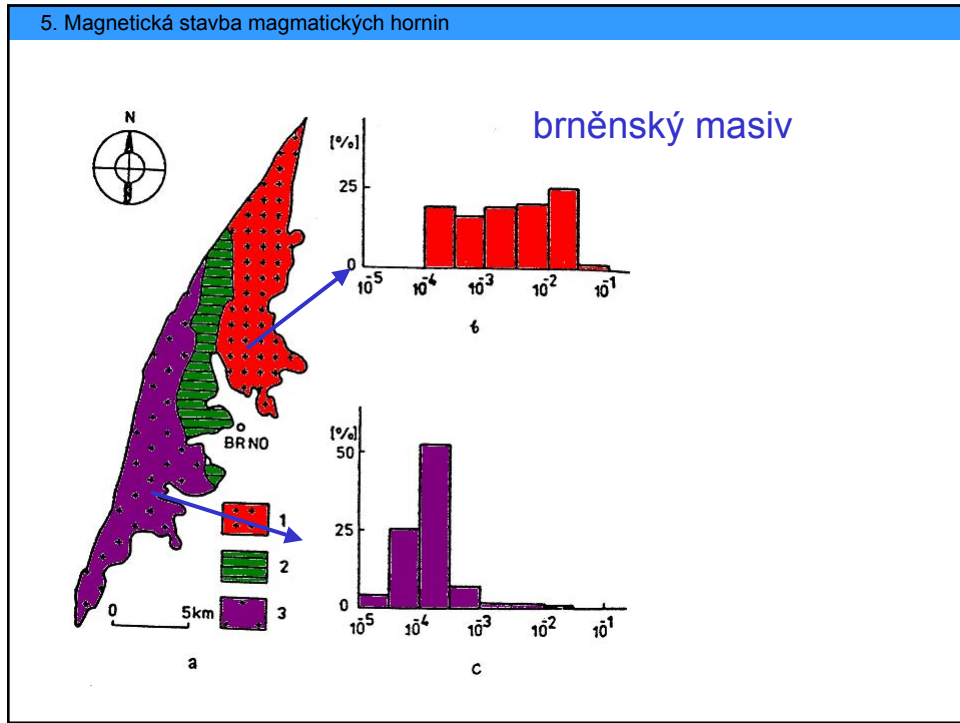 5. Magnetická stavba magmatických hornin
brněnský masiv
N
BRNO
1
2
3
0 5km
a
[%]
25
0
10⁻⁵ 10⁻⁴ 10⁻³ 10⁻² 10⁻¹
б
[%]
50
25
0
10⁻⁵ 10⁻⁴ 10⁻³ 10⁻² 10⁻¹
c